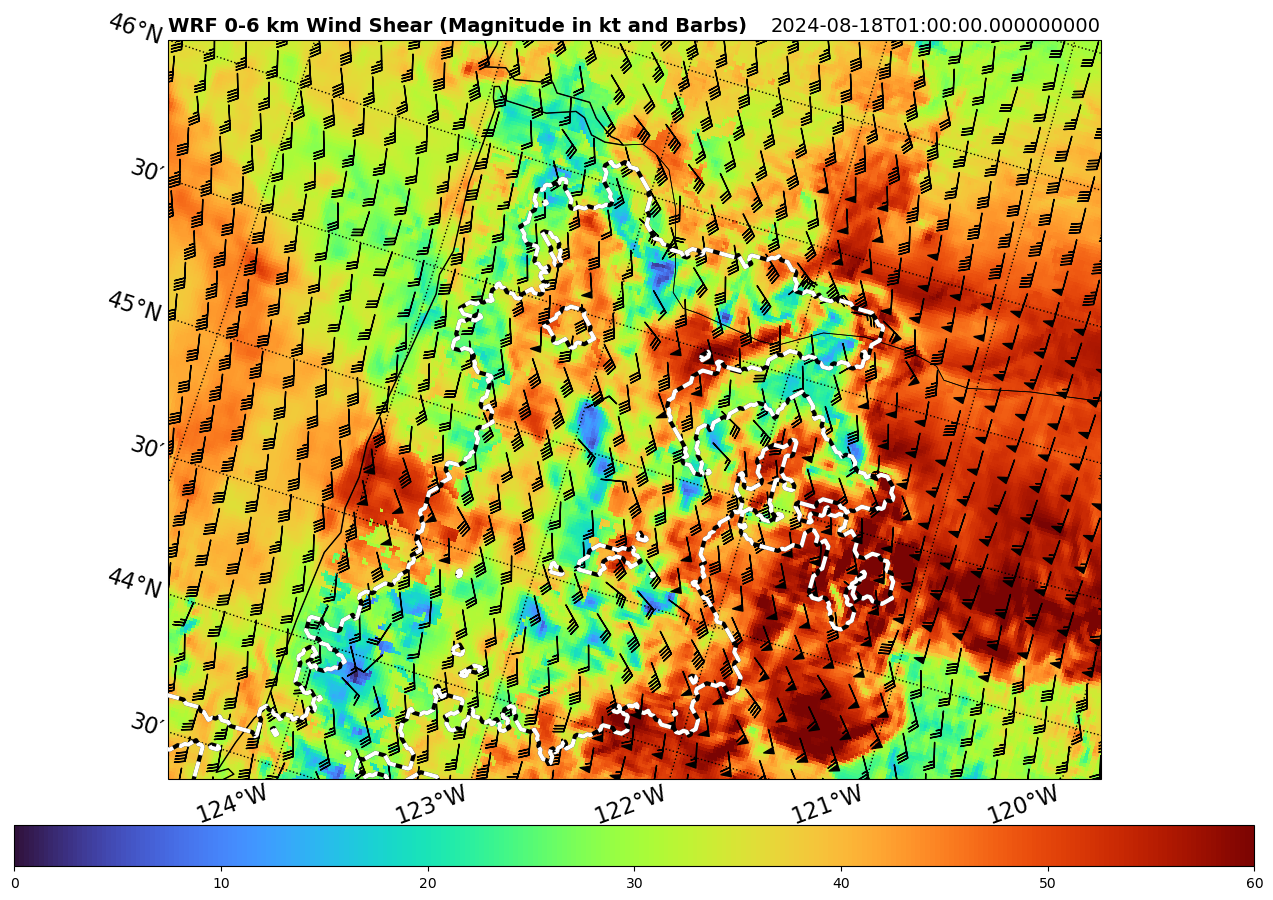 WRF 0-6 km Wind Shear (Magnitude in kt and Barbs) 2024-08-18T01:00:00.000000000
46°N
30′
45°N
30′
44°N
30′
124°W 123°W 122°W 121°W 120°W
0 10 20 30 40 50 60